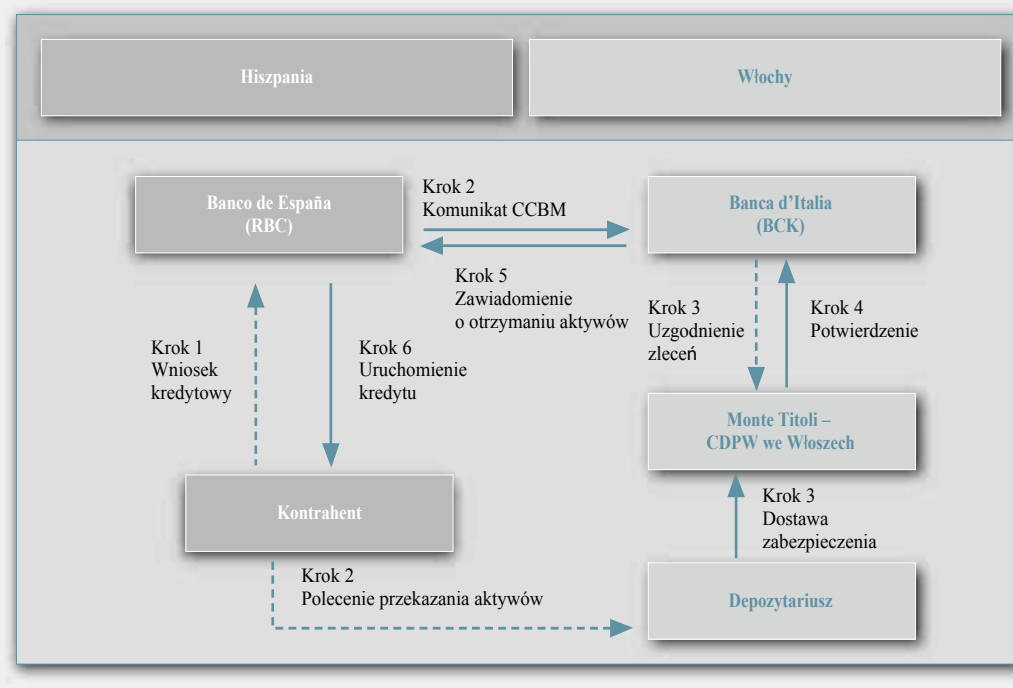 Hiszpania
Włochy
Banco de España
(RBC)
Krok 2
Komunikat CCBM
Banca d’Italia
(BCK)
Krok 5
Zawiadomienie
o otrzymaniu aktywów
Krok 1
Wniosek
kredytowy
Krok 6
Uruchomienie
kredytu
Krok 3
Uzgodnienie
zleceń
Krok 4
Potwierdzenie
Monte Titoli –
CDPW we Włoszech
Kontrahent
Krok 3
Dostawa
zabezpieczenia
Krok 2
Polecenie przekazania aktywów
Depozytariusz